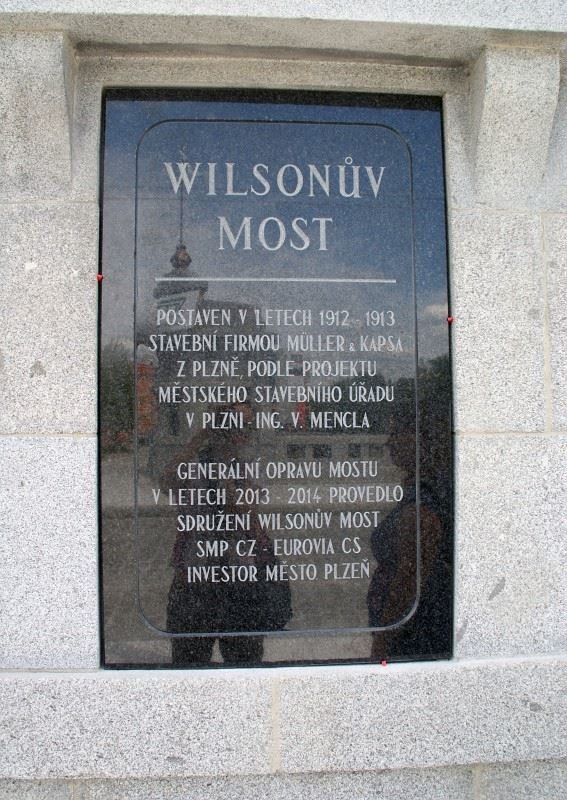 WILSONŮV
MOST
POSTAVEN V LETECH 1912 - 1913
STAVEBNÍ FIRMOU MÜLLER & KAPSA
Z PLZNĚ, PODLE PROJEKTU
MĚSTSKÉHO STAVEBNÍHO ÚŘADU
V PLZNI - ING. V. MENCLA
GENERÁLNÍ OPRAVU MOSTU
V LETECH 2013 - 2014 PROVEDLO
SDRUŽENÍ WILSONŮV MOST
SMP CZ - EUROVIA CS
INVESTOR MĚSTO PLZEŇ